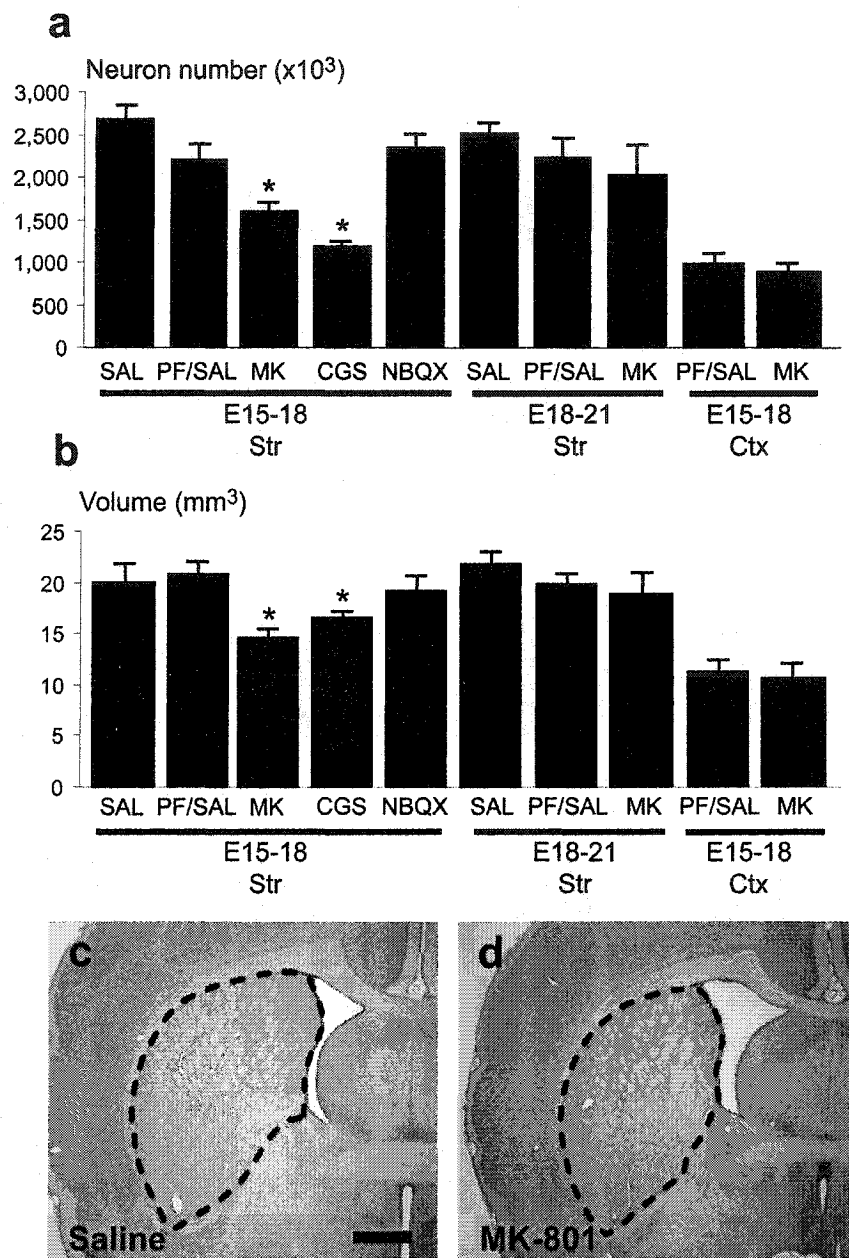 a
Neuron number (x10³)
3,000
2,500
2,000
1,500
1,000
500
0
* *
SAL PF/SAL MK CGS NBQX SAL PF/SAL MK PF/SAL MK
E15-18 E18-21 E15-18
Str Str Ctx
b
Volume (mm³)
25
20
15
10
5
0
* *
SAL PF/SAL MK CGS NBQX SAL PF/SAL MK PF/SAL MK
E15-18 E18-21 E15-18
Str Str Ctx
c d
Saline MK-801